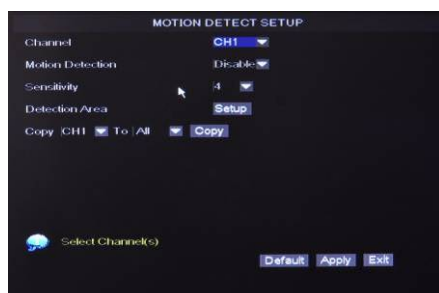 MOTION DETECT SETUP
Channel CH1
Motion Detection Disable
Sensitivity 4
Detection Area Setup
Copy CH1 To All Copy
Select Channel(s)
Default Apply Exit